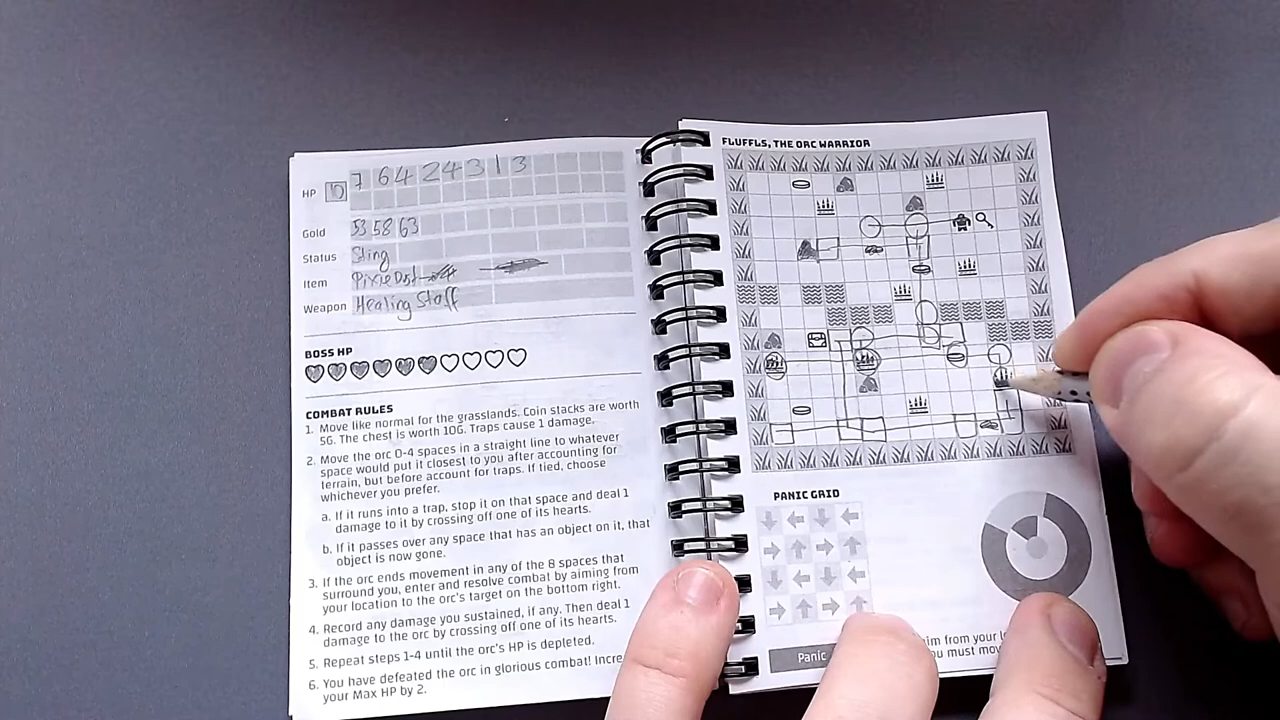 HP 10 7 6 4 2 4 3 1 3
Gold 53 58 63
Status Sling
Item Pixie Dust
Weapon Healing Staff
BOSS HP
COMBAT RULES
1. Move like normal for the grasslands. Coin stacks are worth
5G. The chest is worth 10G. Traps cause 1 damage.
2. Move the orc 0-4 spaces in a straight line to whatever
space would put it closest to you after accounting for
terrain, but before account for traps. If tied, choose
whichever you prefer.
a. If it runs into a trap, stop it on that space and deal 1
damage to it by crossing off one of its hearts.
b. If it passes over any space that has an object on it, that
object is now gone.
3. If the orc ends movement in any of the 8 spaces that
surround you, enter and resolve combat by aiming from
your location to the orc's target on the bottom right.
4. Record any damage you sustained, if any. Then deal 1
damage to the orc by crossing off one of its hearts.
5. Repeat steps 1-4 until the orc's HP is depleted.
6. You have defeated the orc in glorious combat! Incre
your Max HP by 2.
FLUFFLS, THE ORC WARRIOR
PANIC GRID
Panic
im from your lo
ou must mov